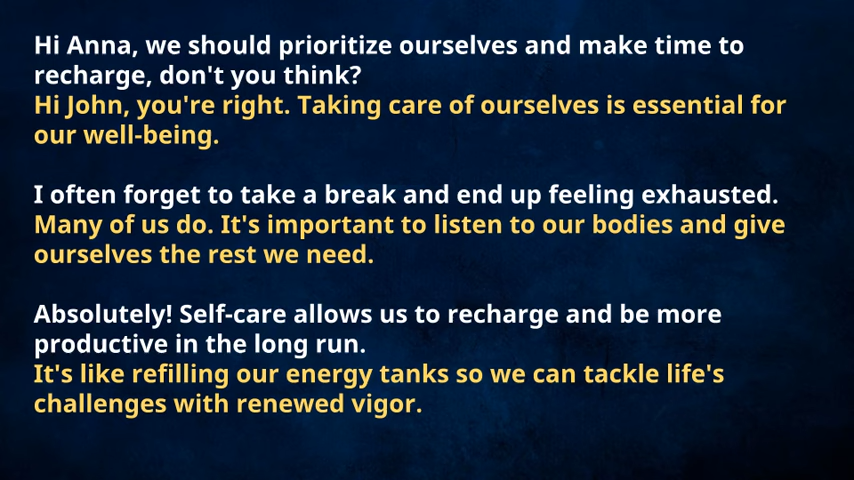 Hi Anna, we should prioritize ourselves and make time to
recharge, don't you think?
Hi John, you're right. Taking care of ourselves is essential for
our well-being.
I often forget to take a break and end up feeling exhausted.
Many of us do. It's important to listen to our bodies and give
ourselves the rest we need.
Absolutely! Self-care allows us to recharge and be more
productive in the long run.
It's like refilling our energy tanks so we can tackle life's
challenges with renewed vigor.